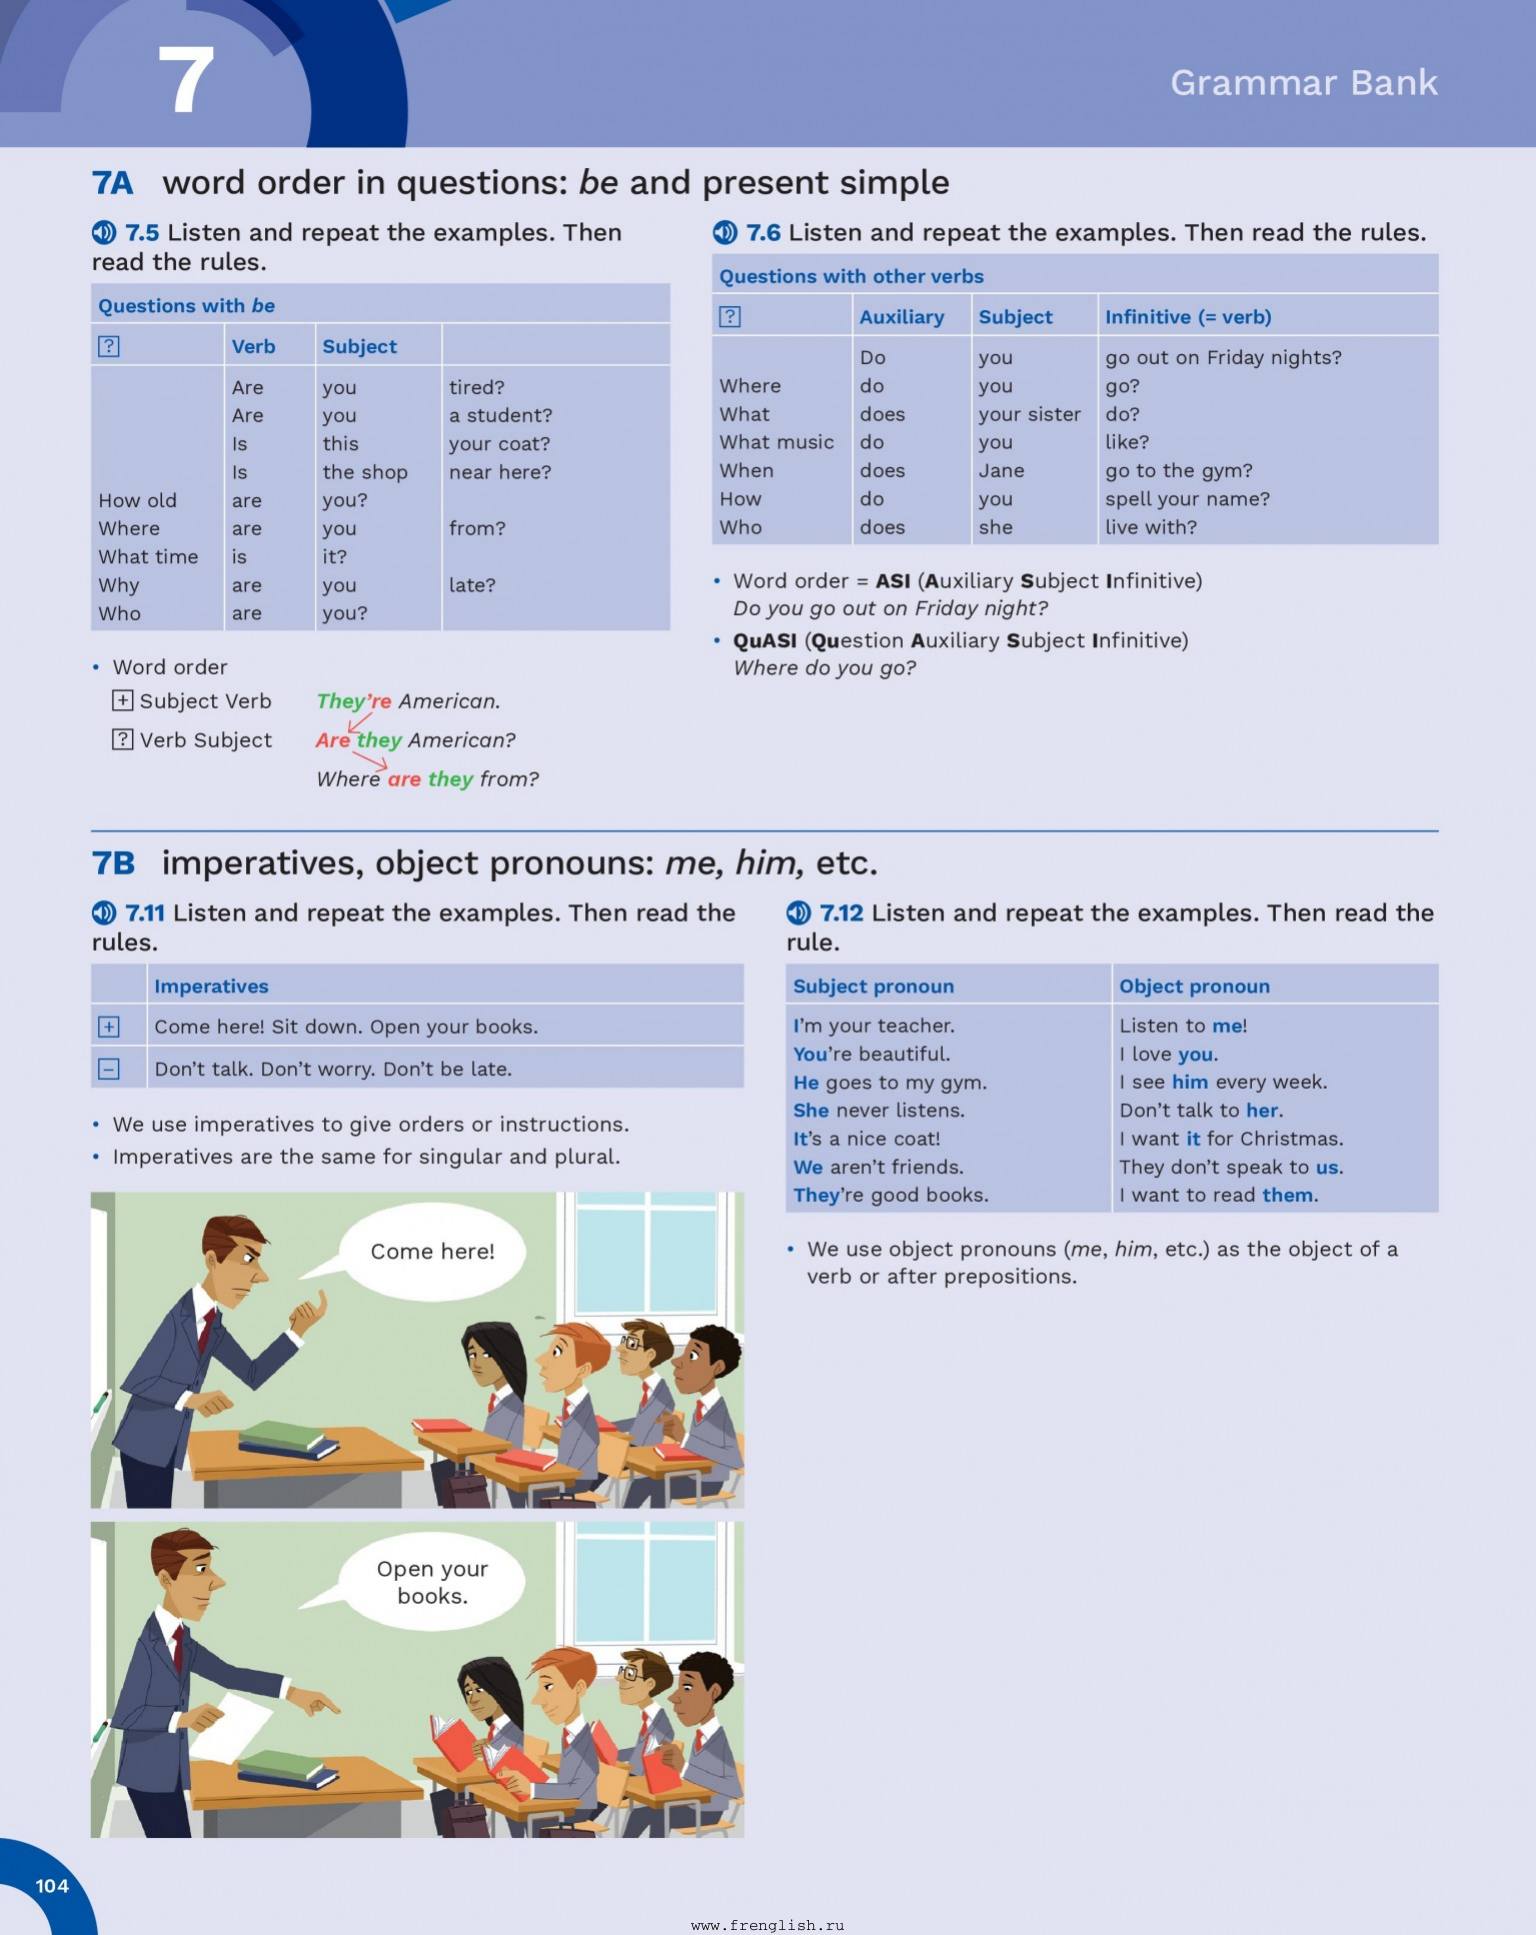 7
Grammar Bank
7A word order in questions: be and present simple
7.5 Listen and repeat the examples. Then
read the rules.
Questions with be
? Verb Subject
Are you tired?
Are you a student?
Is this your coat?
Is the shop near here?
How old are you?
Where are you from?
What time is it?
Why are you late?
Who are you?
• Word order
+ Subject Verb They're American.
? Verb Subject Are they American?
Where are they from?
7.6 Listen and repeat the examples. Then read the rules.
Questions with other verbs
? Auxiliary Subject Infinitive (= verb)
Do you go out on Friday nights?
Where do you go?
What does your sister do?
What music do you like?
When does Jane go to the gym?
How do you spell your name?
Who does she live with?
• Word order = ASI (Auxiliary Subject Infinitive)
Do you go out on Friday night?
• QuASI (Question Auxiliary Subject Infinitive)
Where do you go?
7B imperatives, object pronouns: me, him, etc.
7.11 Listen and repeat the examples. Then read the
rules.
Imperatives
+ Come here! Sit down. Open your books.
− Don't talk. Don't worry. Don't be late.
• We use imperatives to give orders or instructions.
• Imperatives are the same for singular and plural.
Come here!
Open your
books.
7.12 Listen and repeat the examples. Then read the
rule.
Subject pronoun Object pronoun
I'm your teacher. Listen to me!
You're beautiful. I love you.
He goes to my gym. I see him every week.
She never listens. Don't talk to her.
It's a nice coat! I want it for Christmas.
We aren't friends. They don't speak to us.
They're good books. I want to read them.
• We use object pronouns (me, him, etc.) as the object of a
verb or after prepositions.
104
www.frenglish.ru